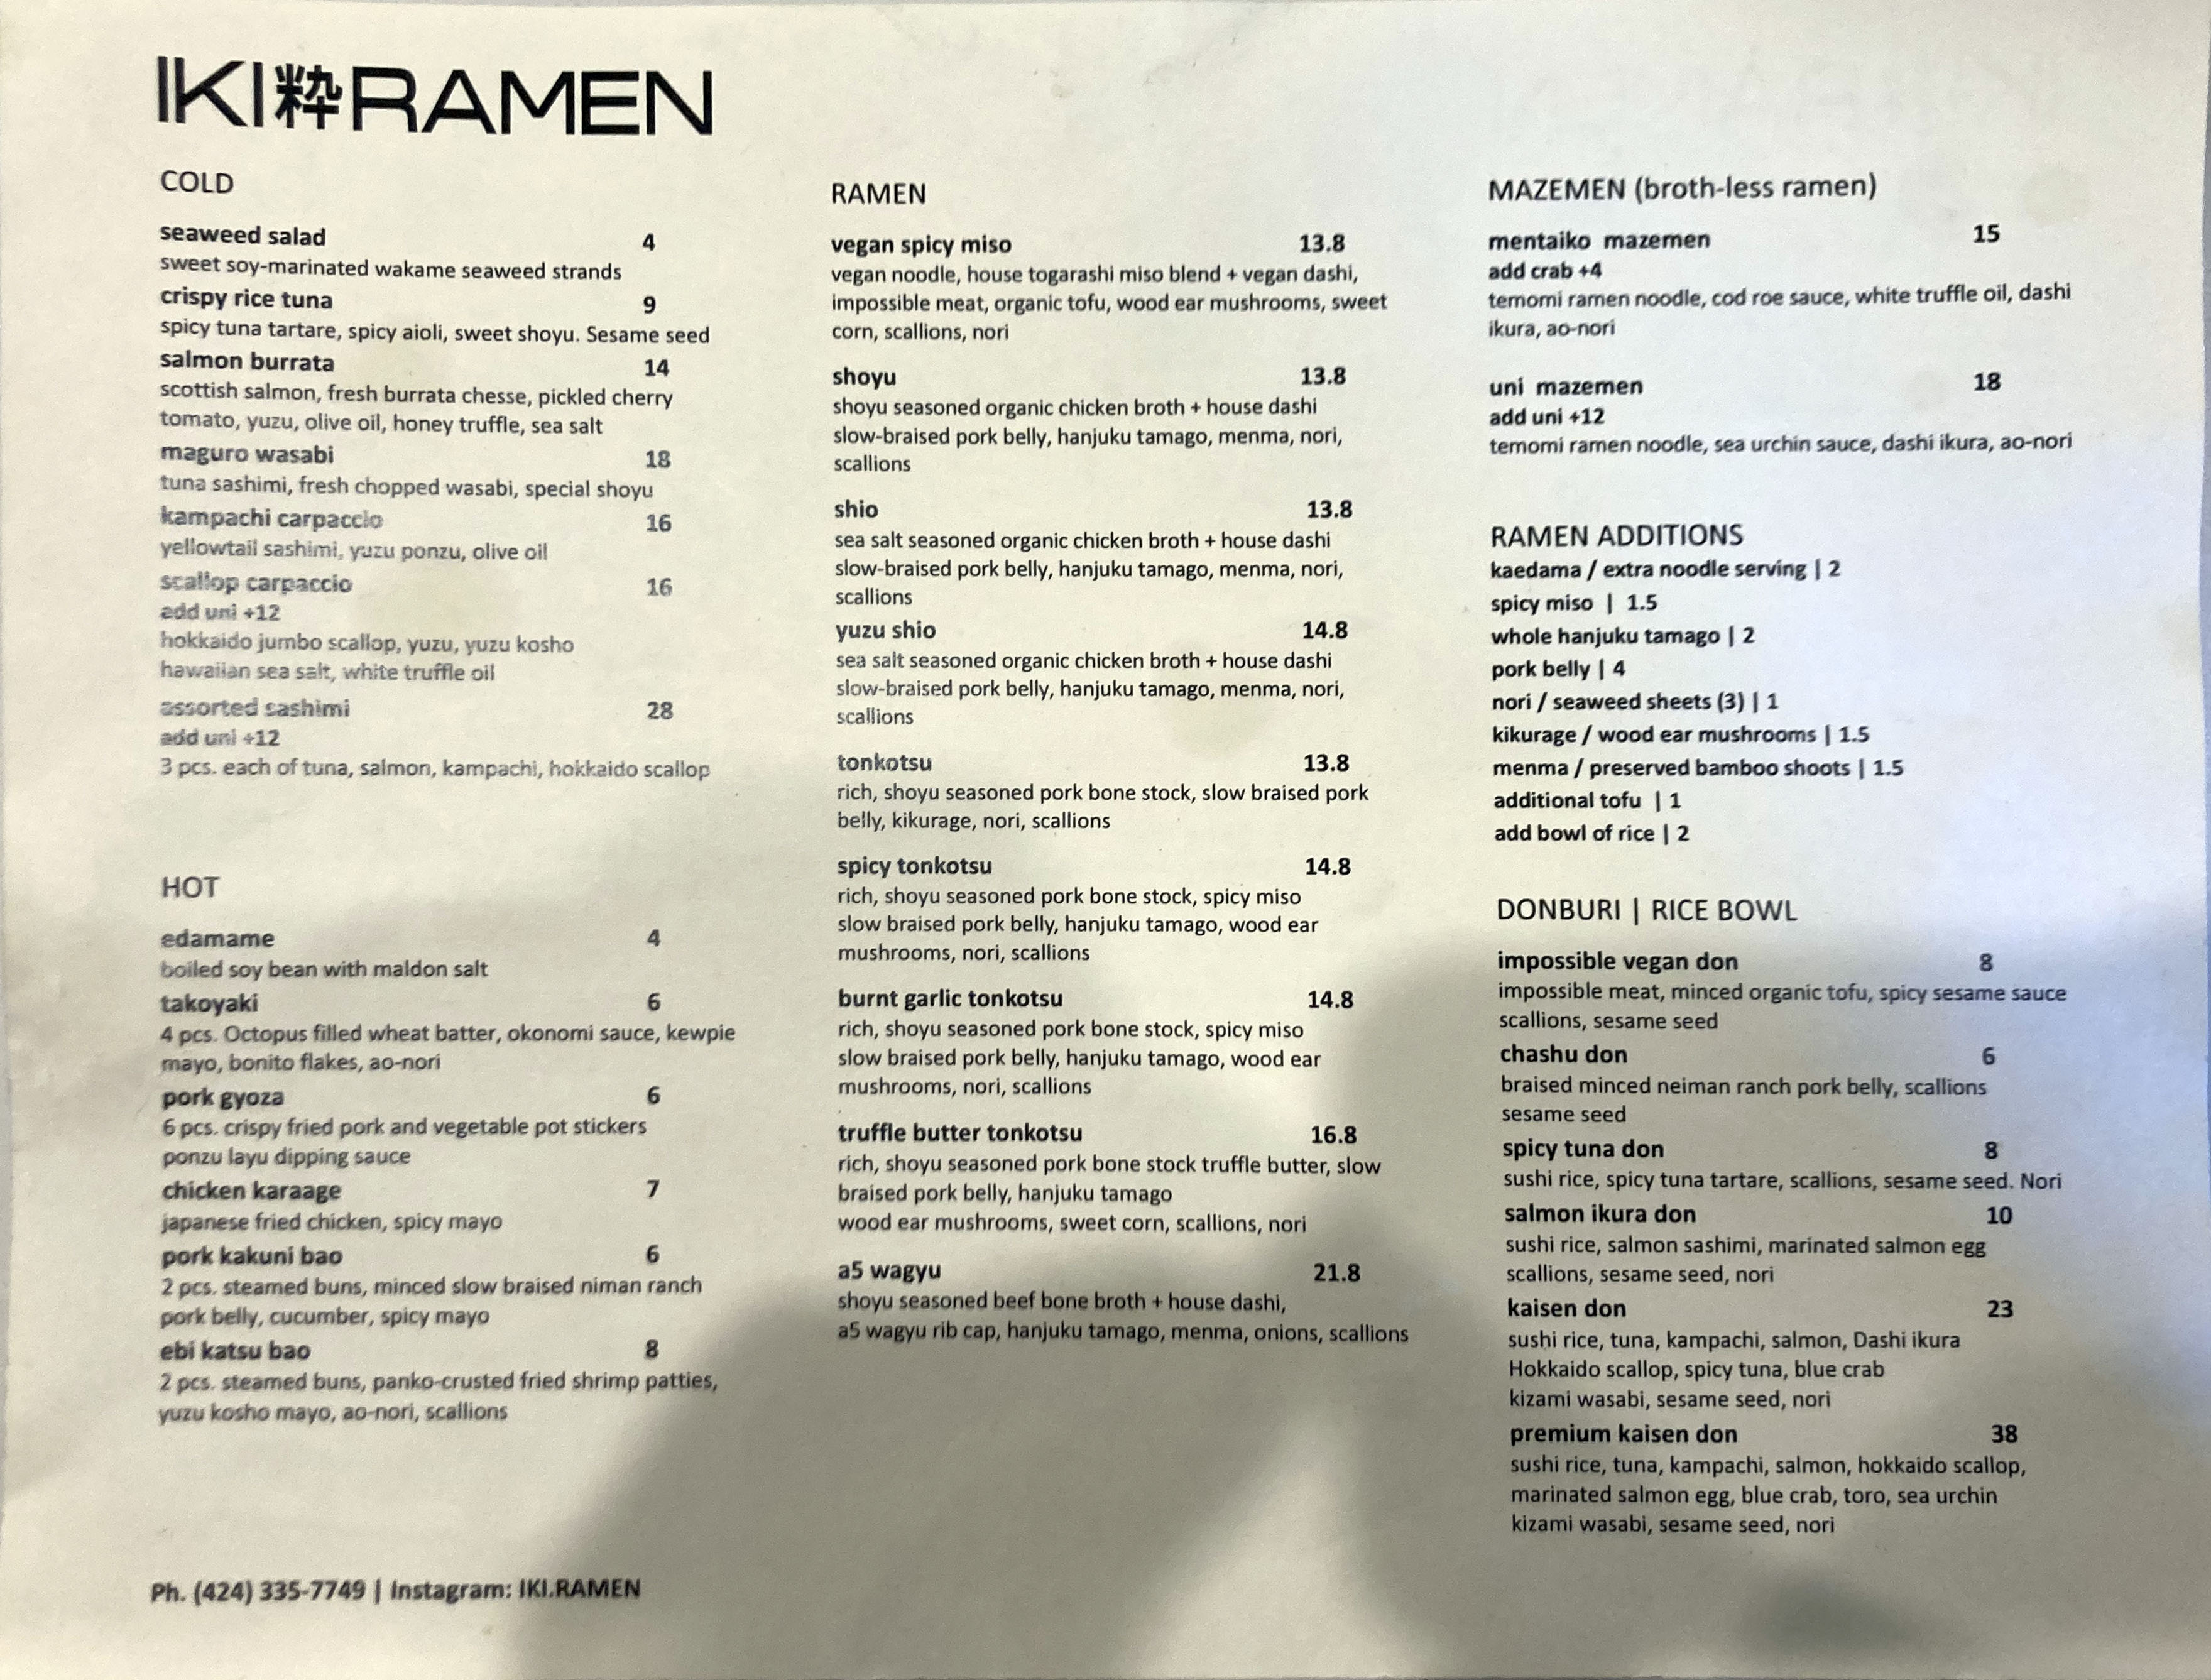 IKI粋RAMEN
COLD
seaweed salad 4
sweet soy-marinated wakame seaweed strands
crispy rice tuna 9
spicy tuna tartare, spicy aioli, sweet shoyu. Sesame seed
salmon burrata 14
scottish salmon, fresh burrata chesse, pickled cherry
tomato, yuzu, olive oil, honey truffle, sea salt
maguro wasabi 18
tuna sashimi, fresh chopped wasabi, special shoyu
kampachi carpaccio 16
yellowtail sashimi, yuzu ponzu, olive oil
scallop carpaccio 16
add uni +12
hokkaido jumbo scallop, yuzu, yuzu kosho
hawaiian sea salt, white truffle oil
assorted sashimi 28
add uni +12
3 pcs. each of tuna, salmon, kampachi, hokkaido scallop
HOT
edamame 4
boiled soy bean with maldon salt
takoyaki 6
4 pcs. Octopus filled wheat batter, okonomi sauce, kewpie
mayo, bonito flakes, ao-nori
pork gyoza 6
6 pcs. crispy fried pork and vegetable pot stickers
ponzu layu dipping sauce
chicken karaage 7
japanese fried chicken, spicy mayo
pork kakuni bao 6
2 pcs. steamed buns, minced slow braised niman ranch
pork belly, cucumber, spicy mayo
ebi katsu bao 8
2 pcs. steamed buns, panko-crusted fried shrimp patties,
yuzu kosho mayo, ao-nori, scallions
Ph. (424) 335-7749 | Instagram: IKI.RAMEN
RAMEN
vegan spicy miso 13.8
vegan noodle, house togarashi miso blend + vegan dashi,
impossible meat, organic tofu, wood ear mushrooms, sweet
corn, scallions, nori
shoyu 13.8
shoyu seasoned organic chicken broth + house dashi
slow-braised pork belly, hanjuku tamago, menma, nori,
scallions
shio 13.8
sea salt seasoned organic chicken broth + house dashi
slow-braised pork belly, hanjuku tamago, menma, nori,
scallions
yuzu shio 14.8
sea salt seasoned organic chicken broth + house dashi
slow-braised pork belly, hanjuku tamago, menma, nori,
scallions
tonkotsu 13.8
rich, shoyu seasoned pork bone stock, slow braised pork
belly, kikurage, nori, scallions
spicy tonkotsu 14.8
rich, shoyu seasoned pork bone stock, spicy miso
slow braised pork belly, hanjuku tamago, wood ear
mushrooms, nori, scallions
burnt garlic tonkotsu 14.8
rich, shoyu seasoned pork bone stock, spicy miso
slow braised pork belly, hanjuku tamago, wood ear
mushrooms, nori, scallions
truffle butter tonkotsu 16.8
rich, shoyu seasoned pork bone stock truffle butter, slow
braised pork belly, hanjuku tamago
wood ear mushrooms, sweet corn, scallions, nori
a5 wagyu 21.8
shoyu seasoned beef bone broth + house dashi,
a5 wagyu rib cap, hanjuku tamago, menma, onions, scallions
MAZEMEN (broth-less ramen)
mentaiko mazemen 15
add crab +4
temomi ramen noodle, cod roe sauce, white truffle oil, dashi
ikura, ao-nori
uni mazemen 18
add uni +12
temomi ramen noodle, sea urchin sauce, dashi ikura, ao-nori
RAMEN ADDITIONS
kaedama / extra noodle serving | 2
spicy miso | 1.5
whole hanjuku tamago | 2
pork belly | 4
nori / seaweed sheets (3) | 1
kikurage / wood ear mushrooms | 1.5
menma / preserved bamboo shoots | 1.5
additional tofu | 1
add bowl of rice | 2
DONBURI | RICE BOWL
impossible vegan don 8
impossible meat, minced organic tofu, spicy sesame sauce
scallions, sesame seed
chashu don 6
braised minced neiman ranch pork belly, scallions
sesame seed
spicy tuna don 8
sushi rice, spicy tuna tartare, scallions, sesame seed. Nori
salmon ikura don 10
sushi rice, salmon sashimi, marinated salmon egg
scallions, sesame seed, nori
kaisen don 23
sushi rice, tuna, kampachi, salmon, Dashi ikura
Hokkaido scallop, spicy tuna, blue crab
kizami wasabi, sesame seed, nori
premium kaisen don 38
sushi rice, tuna, kampachi, salmon, hokkaido scallop,
marinated salmon egg, blue crab, toro, sea urchin
kizami wasabi, sesame seed, nori